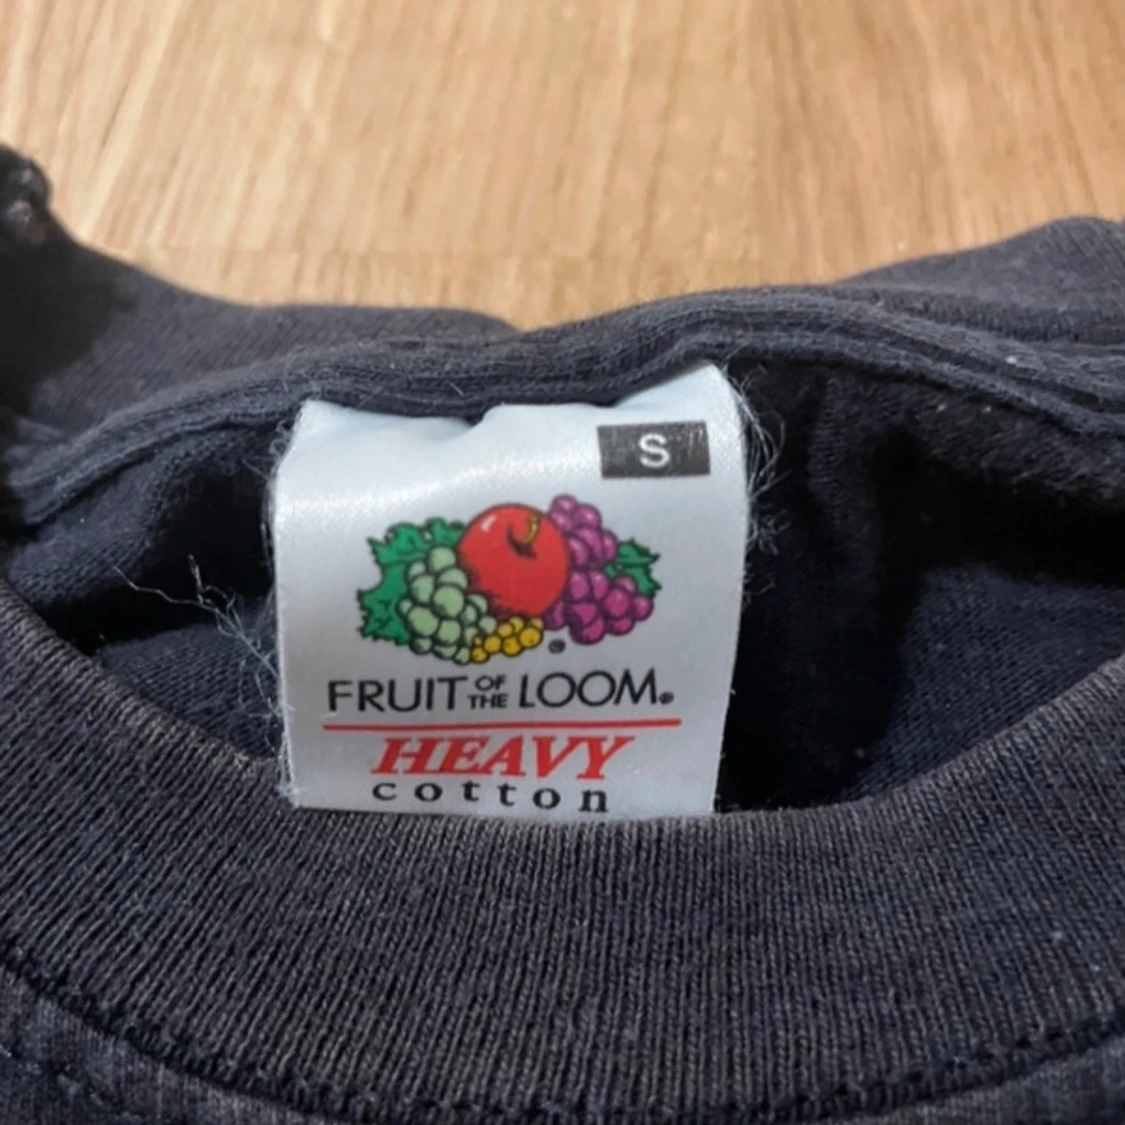 S
FRUIT OF THE LOOM®
HEAVY
cotton